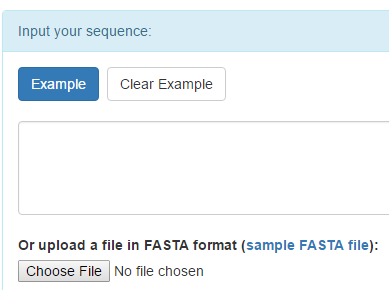 Input your sequence:
Example Clear Example
Or upload a file in FASTA format (sample FASTA file):
Choose File No file chosen